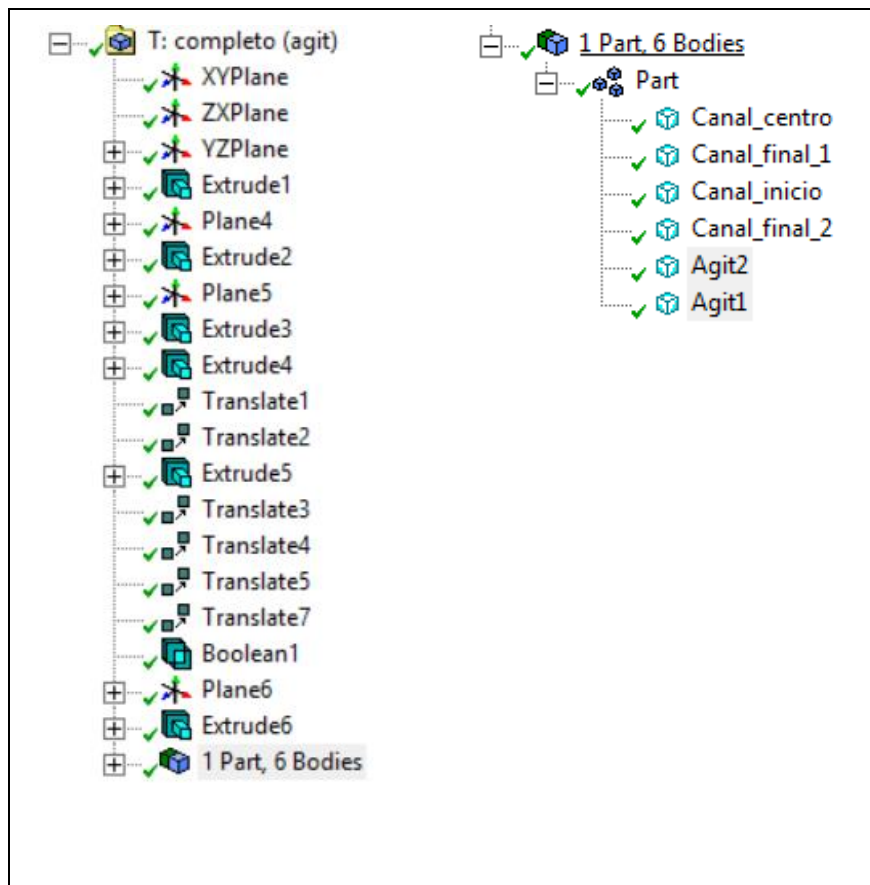 T: completo (agit)
XYPlane
ZXPlane
YZPlane
Extrude1
Plane4
Extrude2
Plane5
Extrude3
Extrude4
Translate1
Translate2
Extrude5
Translate3
Translate4
Translate5
Translate7
Boolean1
Plane6
Extrude6
1 Part, 6 Bodies
1 Part, 6 Bodies
Part
Canal_centro
Canal_final_1
Canal_inicio
Canal_final_2
Agit2
Agit1